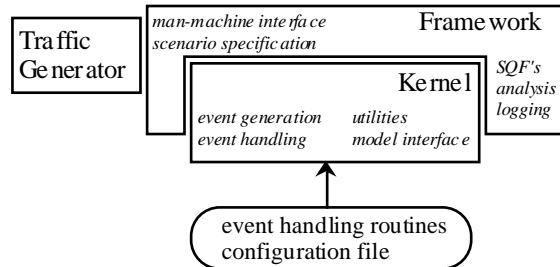 Traffic
Generator
man-machine interface
scenario specification
Framework
SQF's
analysis
logging
Kernel
event generation
event handling
utilities
model interface
event handling routines
configuration file